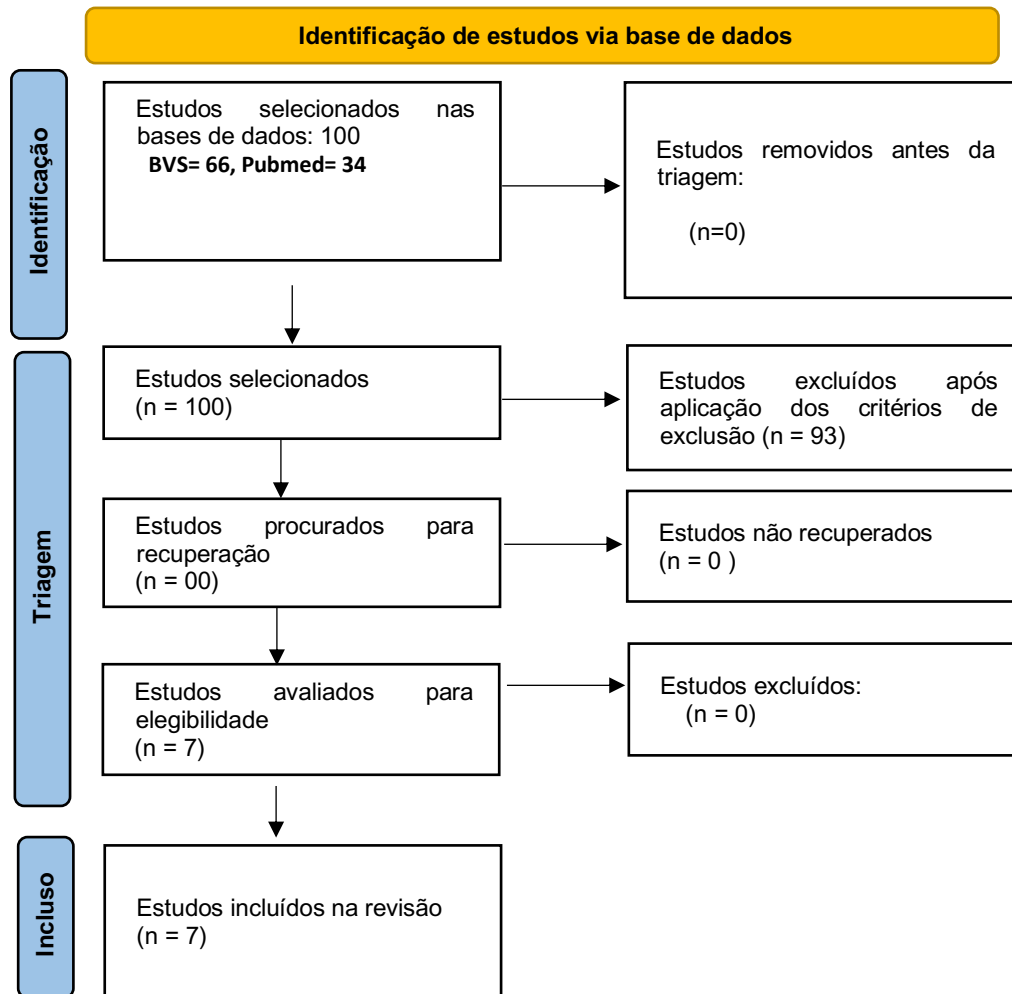 Identificação de estudos via base de dados
Identificação
Estudos selecionados nas
bases de dados: 100
BVS= 66, Pubmed= 34
Estudos removidos antes da
triagem:
(n=0)
Triagem
Estudos selecionados
(n = 100)
Estudos excluídos após
aplicação dos critérios de
exclusão (n = 93)
Estudos procurados para
recuperação
(n = 00)
Estudos não recuperados
(n = 0 )
Estudos avaliados para
elegibilidade
(n = 7)
Estudos excluídos:
(n = 0)
Incluso
Estudos incluídos na revisão
(n = 7)